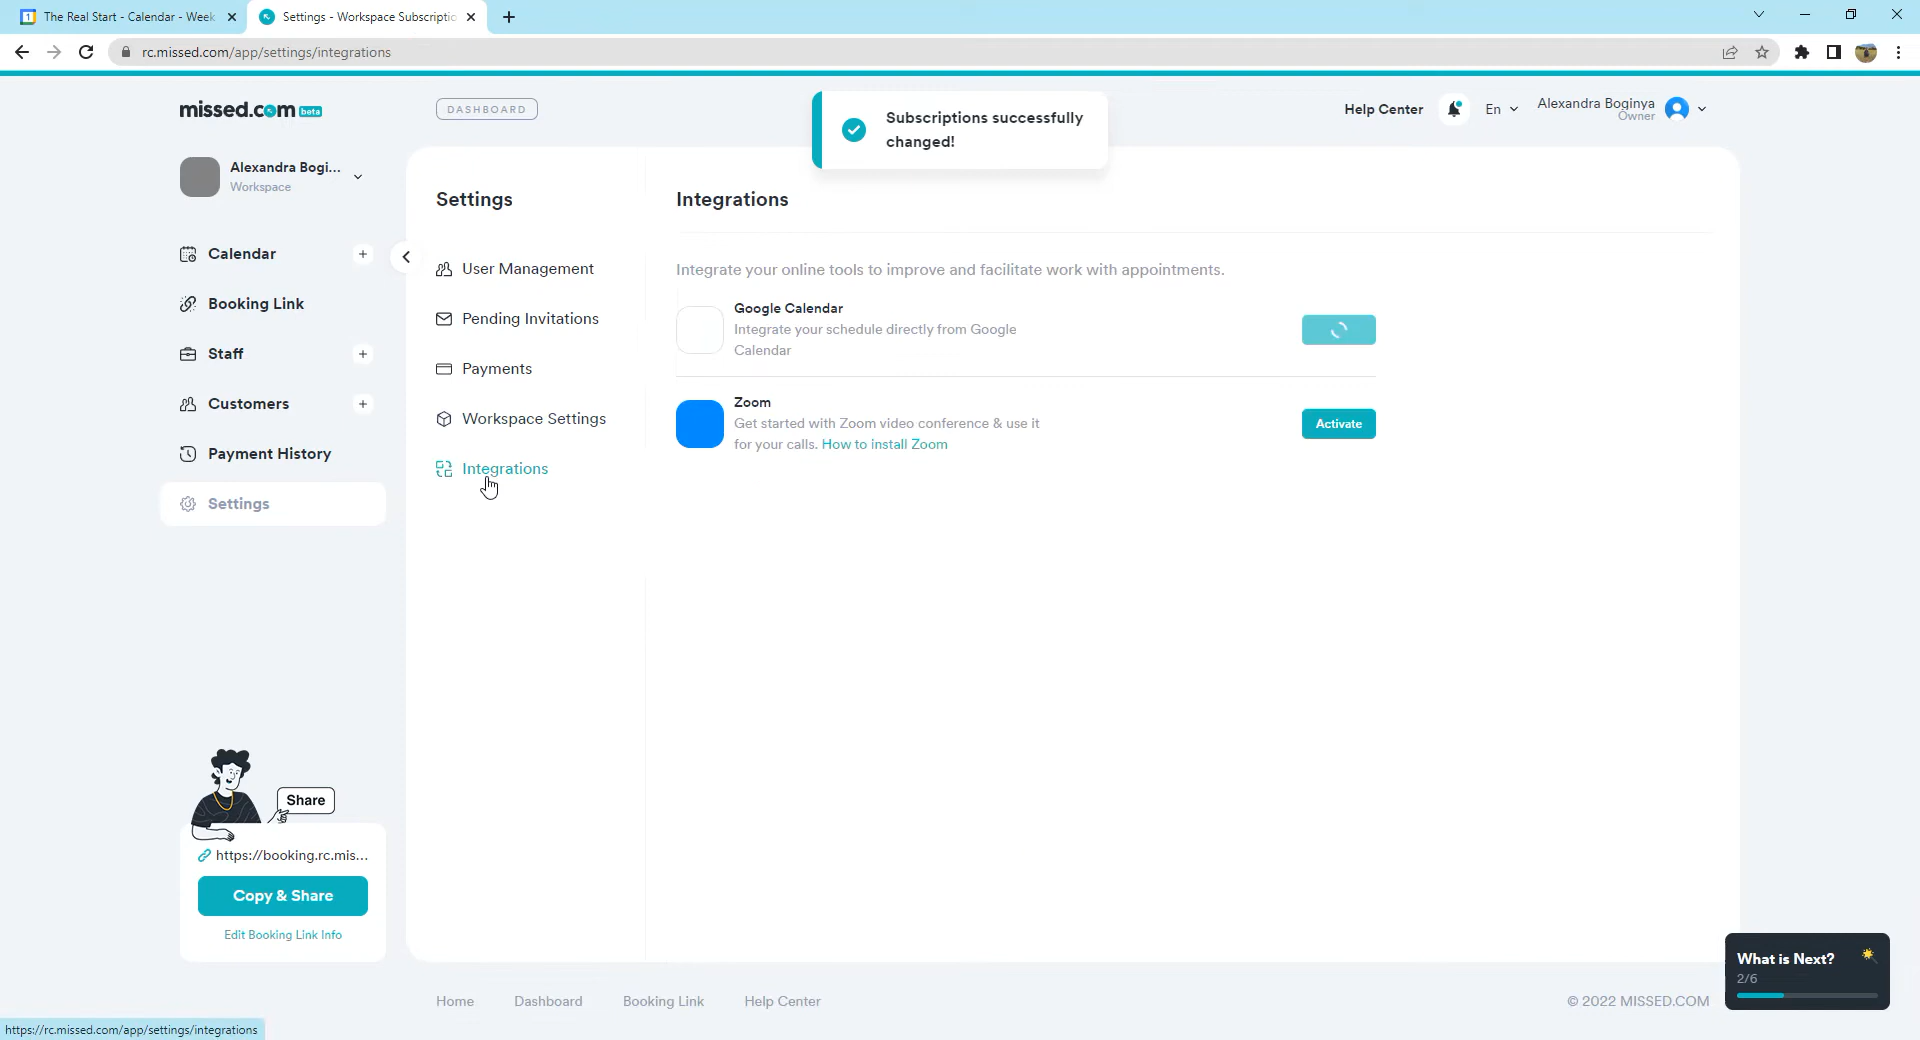 The Real Start - Calendar - Week
Settings - Workspace Subscriptio
rc.missed.com/app/settings/integrations
missed.com beta
DASHBOARD
Subscriptions successfully
changed!
Help Center
En
Alexandra Boginya
Owner
Alexandra Bogi...
Workspace
Calendar
Booking Link
Staff
Customers
Payment History
Settings
Settings
User Management
Pending Invitations
Payments
Workspace Settings
Integrations
Integrations
Integrate your online tools to improve and facilitate work with appointments.
Google Calendar
Integrate your schedule directly from Google
Calendar
Zoom
Get started with Zoom video conference & use it
for your calls. How to install Zoom
Activate
Share
https://booking.rc.mis...
Copy & Share
Edit Booking Link Info
What is Next?
2/6
Home
Dashboard
Booking Link
Help Center
© 2022 MISSED.COM
https://rc.missed.com/app/settings/integrations